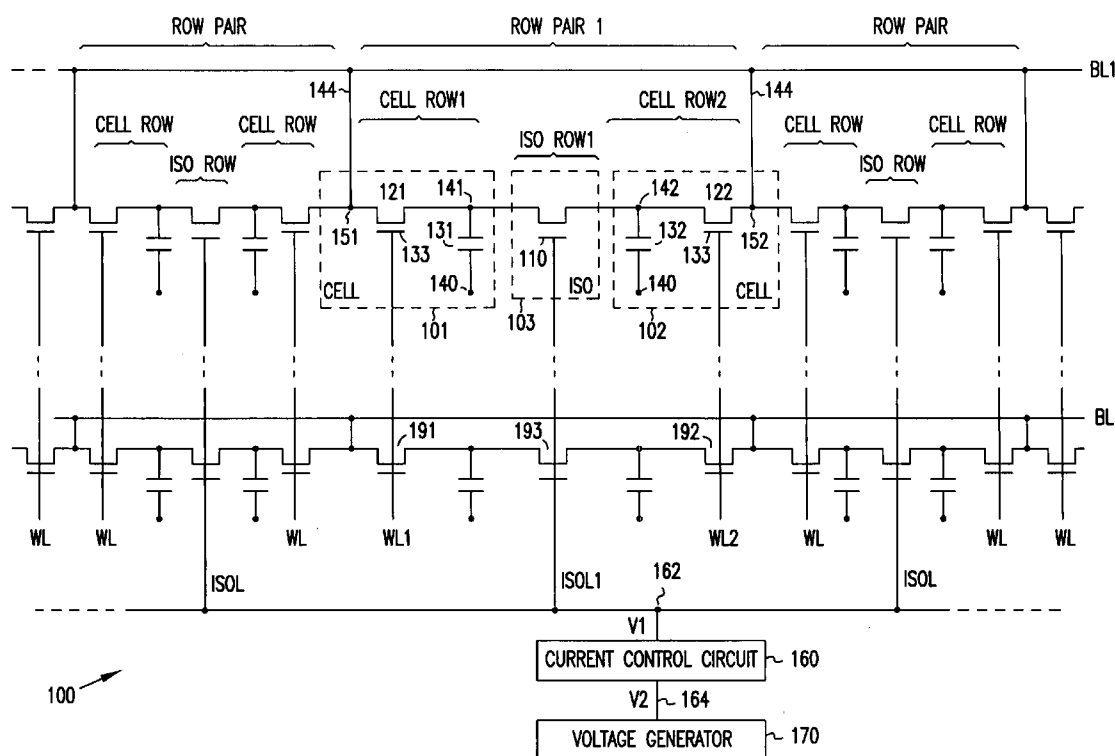 ROW PAIR ROW PAIR 1 ROW PAIR
BL1
144 144
CELL ROW1 CELL ROW2
CELL ROW CELL ROW CELL ROW CELL ROW
ISO ROW ISO ROW1 ISO ROW
121 141 142 122
151 133 131 110 132 133 152
140 140
CELL ISO CELL
101 103 102
BL
191 193 192
WL WL WL WL1 WL2 WL WL WL
ISOL ISOL1 ISOL
162
V1
CURRENT CONTROL CIRCUIT 160
100
V2 164
VOLTAGE GENERATOR 170